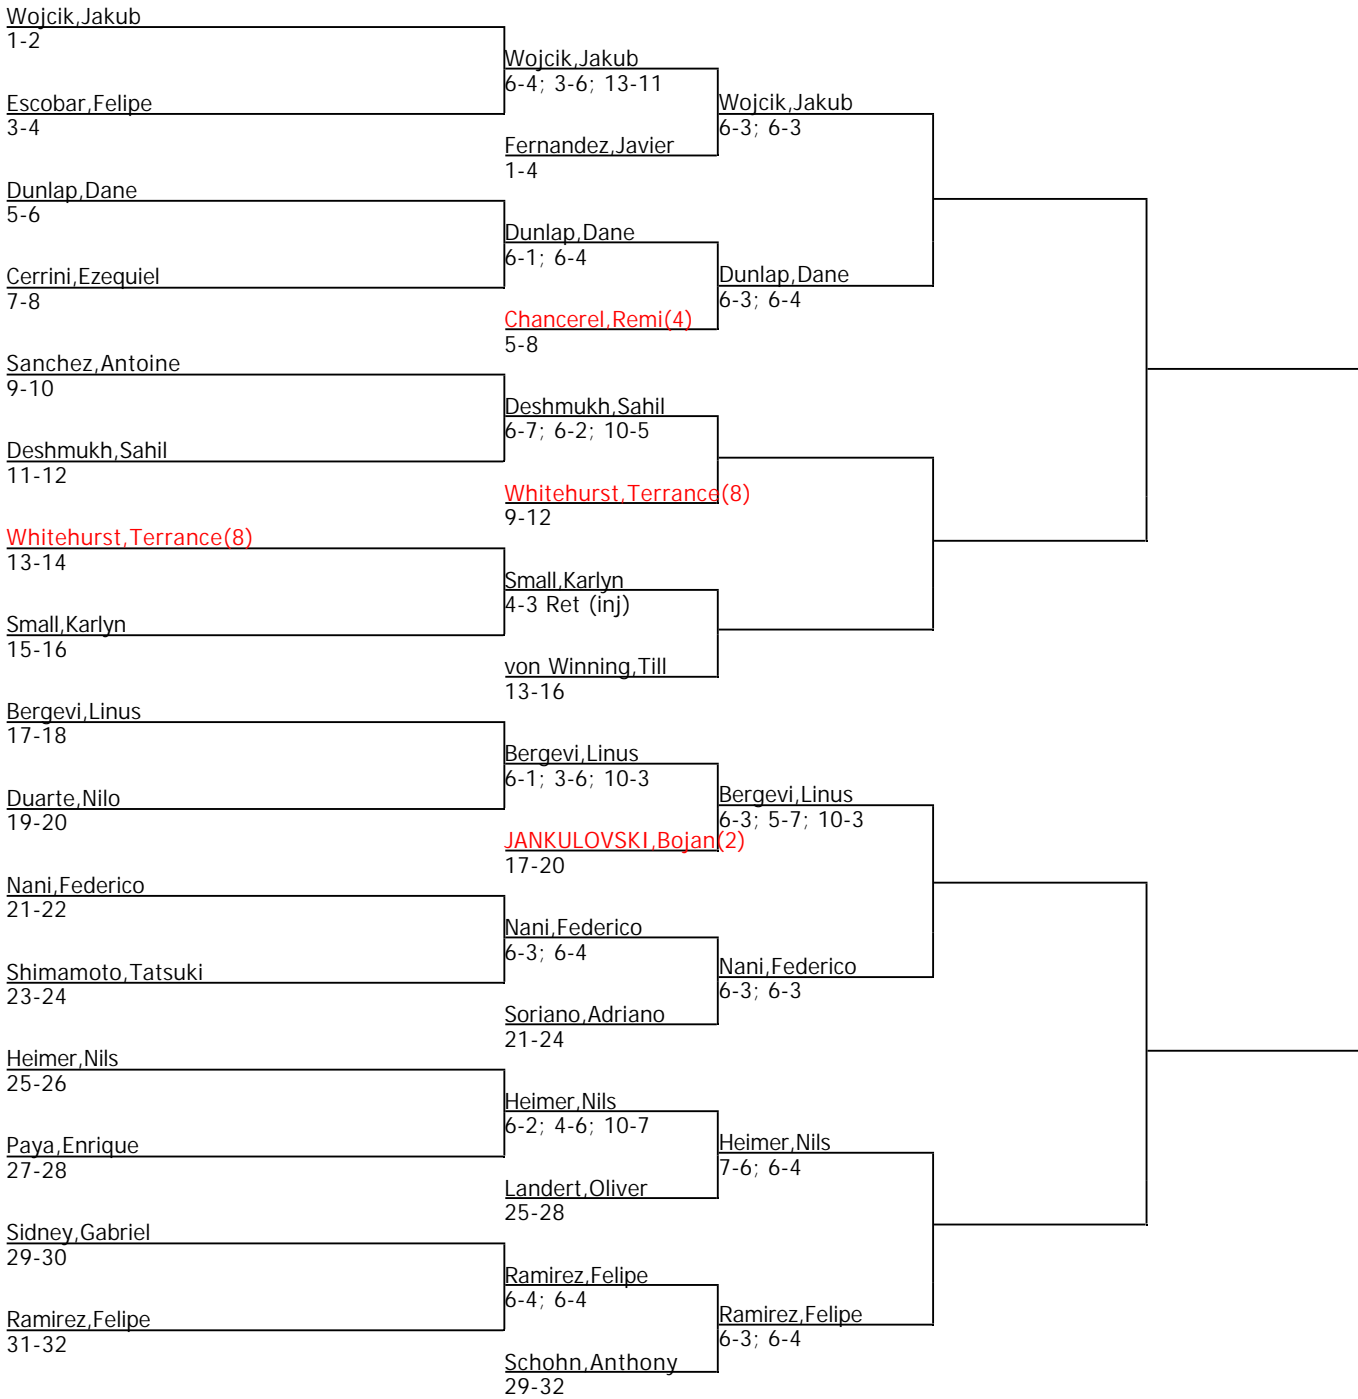 Wojcik,Jakub
1-2
Escobar,Felipe
3-4
Dunlap,Dane
5-6
Cerrini,Ezequiel
7-8
Sanchez,Antoine
9-10
Deshmukh,Sahil
11-12
Whitehurst,Terrance(8)
13-14
Small,Karlyn
15-16
Bergevi,Linus
17-18
Duarte,Nilo
19-20
Nani,Federico
21-22
Shimamoto,Tatsuki
23-24
Heimer,Nils
25-26
Paya,Enrique
27-28
Sidney,Gabriel
29-30
Ramirez,Felipe
31-32
Wojcik,Jakub
6-4; 3-6; 13-11
Fernandez,Javier
1-4
Dunlap,Dane
6-1; 6-4
Chancerel,Remi(4)
5-8
Deshmukh,Sahil
6-7; 6-2; 10-5
Whitehurst,Terrance(8)
9-12
Small,Karlyn
4-3 Ret (inj)
von Winning,Till
13-16
Bergevi,Linus
6-1; 3-6; 10-3
JANKULOVSKI,Bojan(2)
17-20
Nani,Federico
6-3; 6-4
Soriano,Adriano
21-24
Heimer,Nils
6-2; 4-6; 10-7
Landert,Oliver
25-28
Ramirez,Felipe
6-4; 6-4
Schohn,Anthony
29-32
Wojcik,Jakub
6-3; 6-3
Dunlap,Dane
6-3; 6-4
Bergevi,Linus
6-3; 5-7; 10-3
Nani,Federico
6-3; 6-3
Heimer,Nils
7-6; 6-4
Ramirez,Felipe
6-3; 6-4